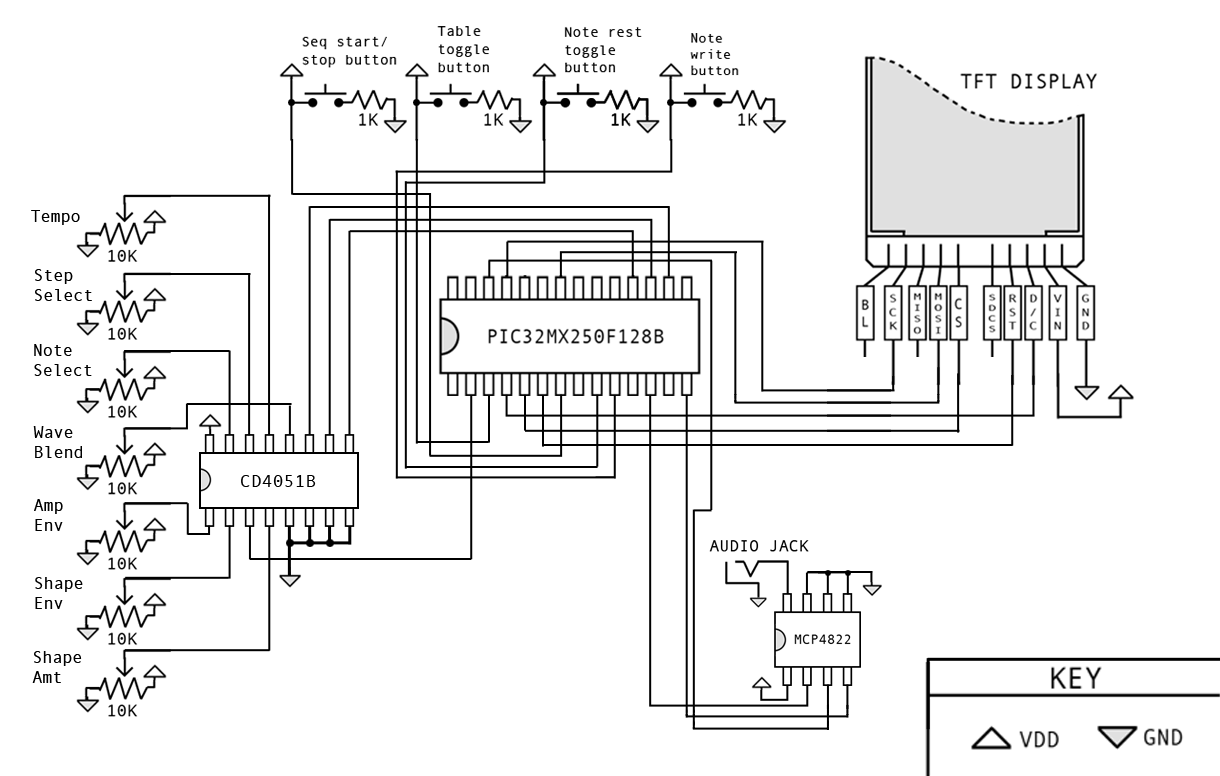 Seq start/
stop button
Table
toggle
button
Note rest
toggle
button
Note
write
button
1K
1K
1K
1K
TFT DISPLAY
Tempo
10K
Step
Select
10K
Note
Select
10K
Wave
Blend
10K
Amp
Env
10K
Shape
Env
10K
Shape
Amt
10K
PIC32MX250F128B
CD4051B
BL
SCK
MISO
MOSI
CS
SDCS
RST
D/C
VIN
GND
AUDIO JACK
MCP4822
KEY
VDD
GND